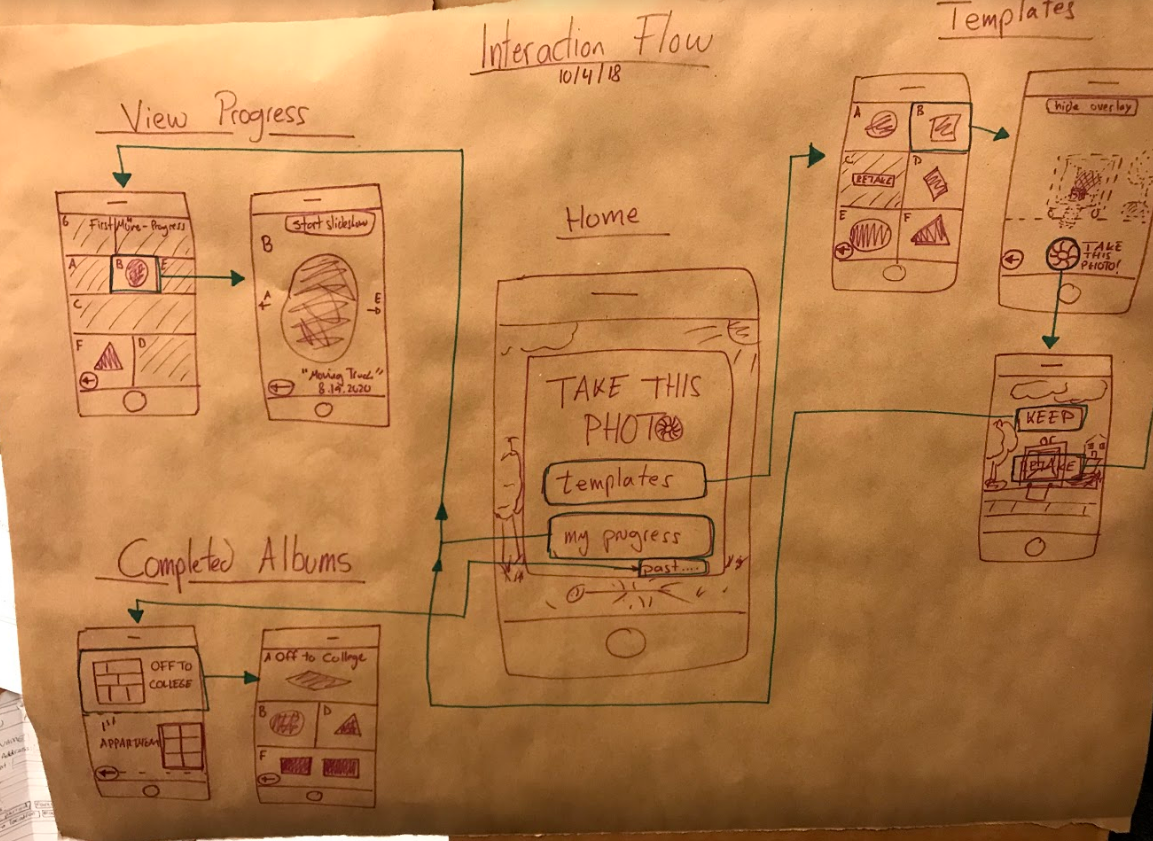 Interaction Flow
10/4/18
Templates
View Progress
Home
Completed Albums
G
First Move-Progress
A
B
E
C
F
D
start slideshow
B
A
E
"Moving Truck"
8.19.2020
TAKE THIS
PHOTO
templates
my progress
past....
A
B
C
RETAKE
D
E
F
hide overlay
TAKE
THIS
PHOTO!
KEEP
or
RETAKE
OFF TO
COLLEGE
1st
APPARTMENT
A Off to College
B
D
F